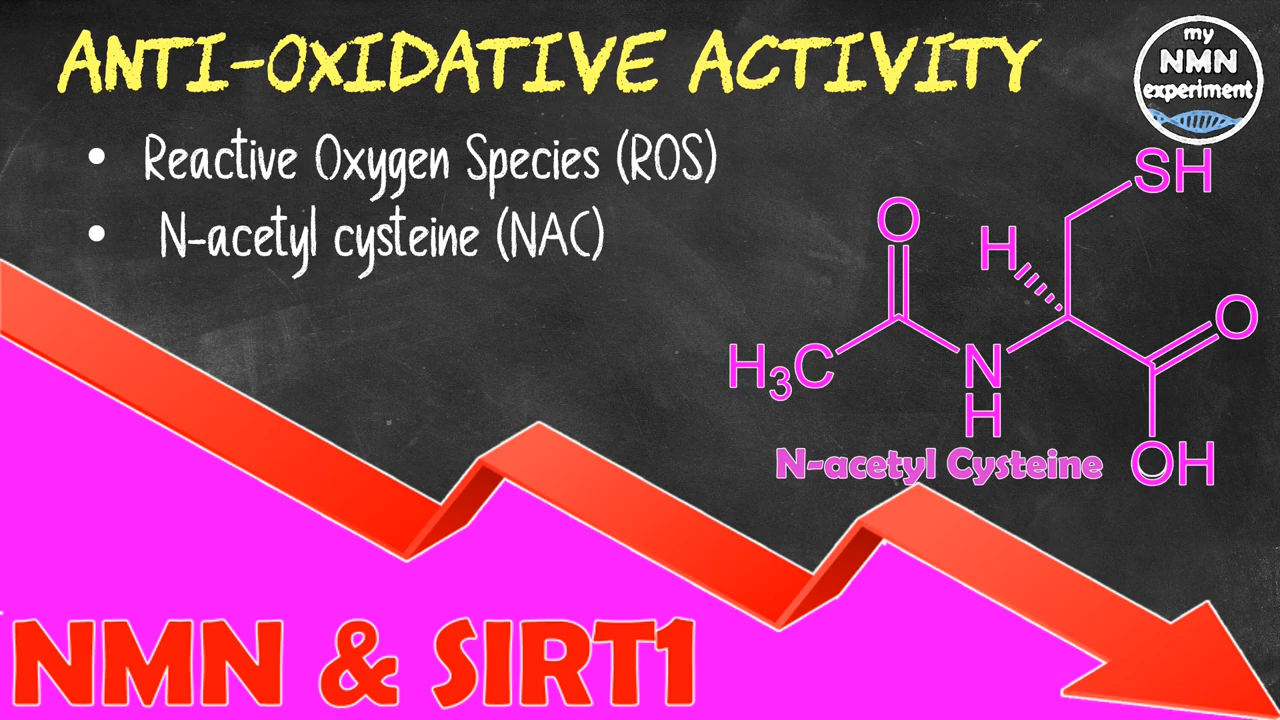 ANTI-OXIDATIVE ACTIVITY
my
NMN
experiment
• Reactive Oxygen Species (ROS)
• N-acetyl cysteine (NAC)
SH
O
H
O
H₃C
N
H
OH
N-acetyl Cysteine
NMN & SIRT1